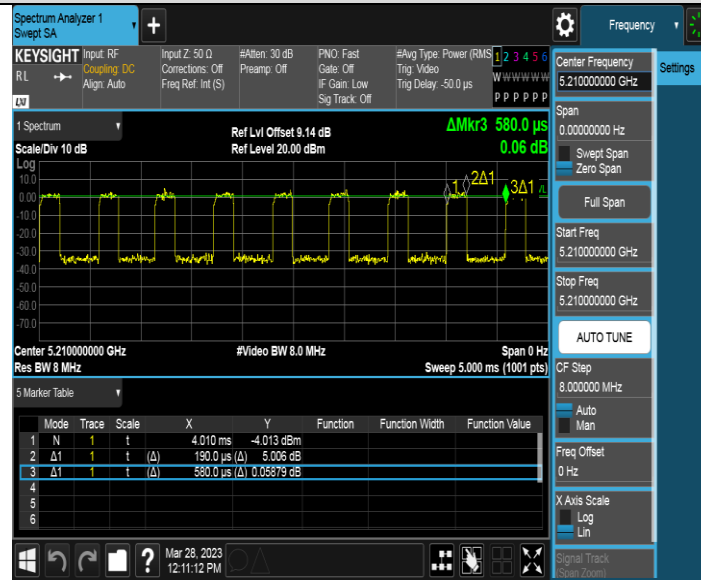 Spectrum Analyzer 1
Swept SA
Frequency
KEYSIGHT
RL
Align: Auto
Input: RF
Coupling: DC
Input Z: 50 Ω
Corrections: Off
Freq Ref: Int (S)
#Atten: 30 dB
Preamp: Off
PNO: Fast
Gate: Off
IF Gain: Low
Sig Track: Off
#Avg Type: Power (RMS
Trig: Video
Trig Delay: -50.0 µs
1 2 3 4 5 6
W W W W W W
P P P P P P
LXI
1 Spectrum
Scale/Div 10 dB
Ref Lvl Offset 9.14 dB
Ref Level 20.00 dBm
ΔMkr3 580.0 µs
0.06 dB
Log
10.0
0.00
-10.0
-20.0
-30.0
-40.0
-50.0
-60.0
-70.0
1
2Δ1
3Δ1
Center 5.210000000 GHz
Res BW 8 MHz
#Video BW 8.0 MHz
Span 0 Hz
Sweep 5.000 ms (1001 pts)
5 Marker Table
Mode Trace Scale X Y Function Function Width Function Value
1 N 1 t 4.010 ms -4.013 dBm
2 Δ1 1 t (Δ) 190.0 µs (Δ) 5.006 dB
3 Δ1 1 t (Δ) 580.0 µs (Δ) 0.05879 dB
4
5
6
Mar 28, 2023
12:11:12 PM
?
Center Frequency
5.210000000 GHz
Settings
Span
0.00000000 Hz
Swept Span
Zero Span
Full Span
Start Freq
5.210000000 GHz
Stop Freq
5.210000000 GHz
AUTO TUNE
CF Step
8.000000 MHz
Auto
Man
Freq Offset
0 Hz
X Axis Scale
Log
Lin
Signal Track
(Span Zoom)